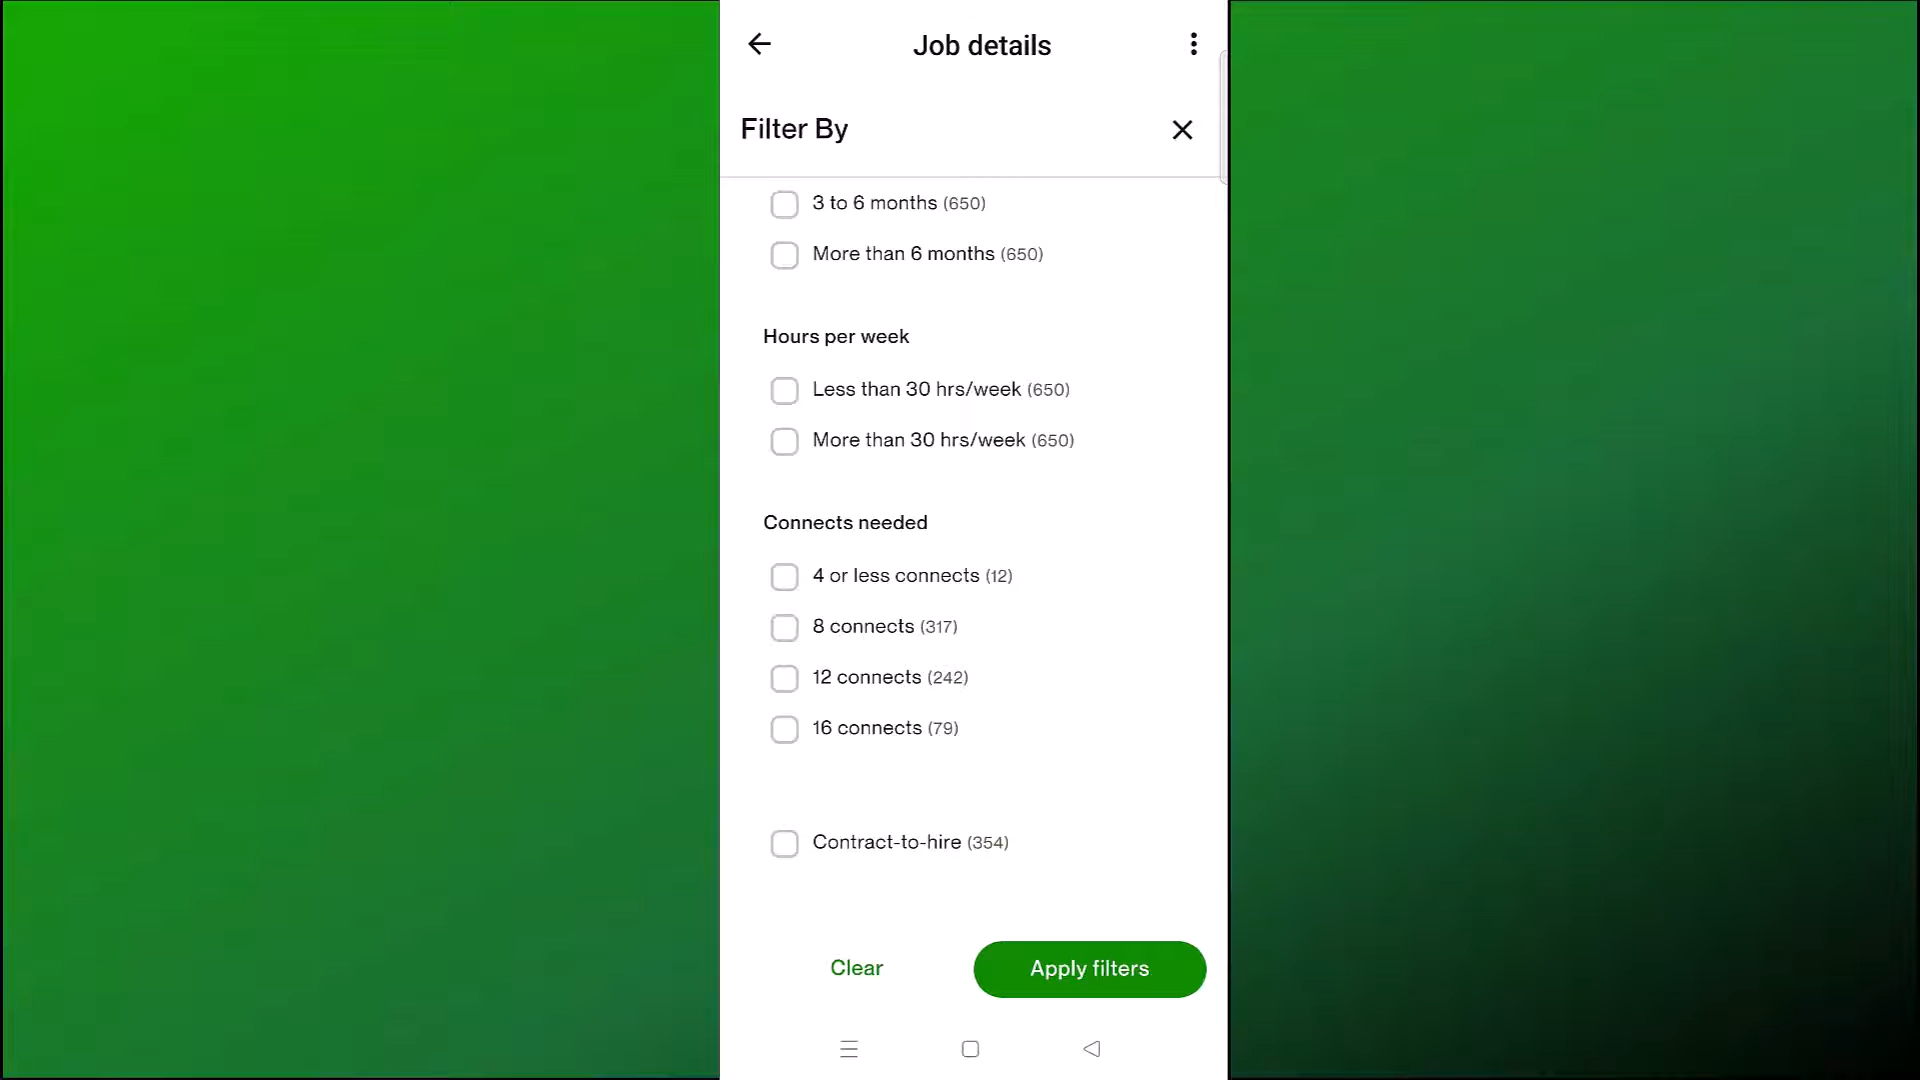 Job details
Filter By
3 to 6 months (650)
More than 6 months (650)
Hours per week
Less than 30 hrs/week (650)
More than 30 hrs/week (650)
Connects needed
4 or less connects (12)
8 connects (317)
12 connects (242)
16 connects (79)
Contract-to-hire (354)
Clear
Apply filters